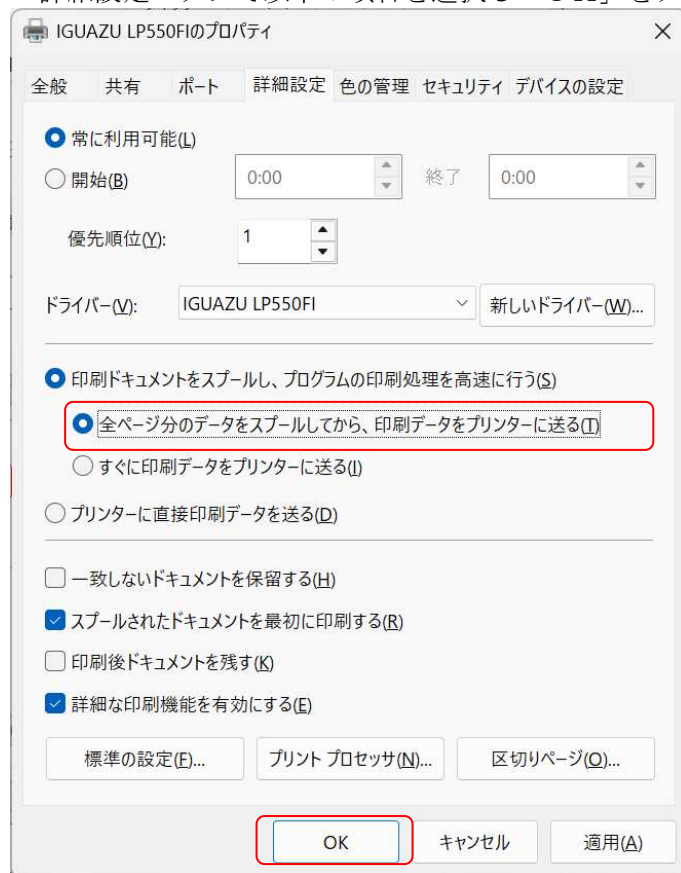 IGUAZU LP550FIのプロパティ
全般 共有 ポート 詳細設定 色の管理 セキュリティ デバイスの設定
常に利用可能(L)
開始(B) 0:00 終了 0:00
優先順位(Y): 1
ドライバー(V): IGUAZU LP550FI 新しいドライバー(W)...
印刷ドキュメントをスプールし、プログラムの印刷処理を高速に行う(S)
全ページ分のデータをスプールしてから、印刷データをプリンターに送る(T)
すぐに印刷データをプリンターに送る(I)
プリンターに直接印刷データを送る(D)
一致しないドキュメントを保留する(H)
スプールされたドキュメントを最初に印刷する(R)
印刷後ドキュメントを残す(K)
詳細な印刷機能を有効にする(E)
標準の設定(F)... プリント プロセッサ(N)... 区切りページ(O)...
OK キャンセル 適用(A)